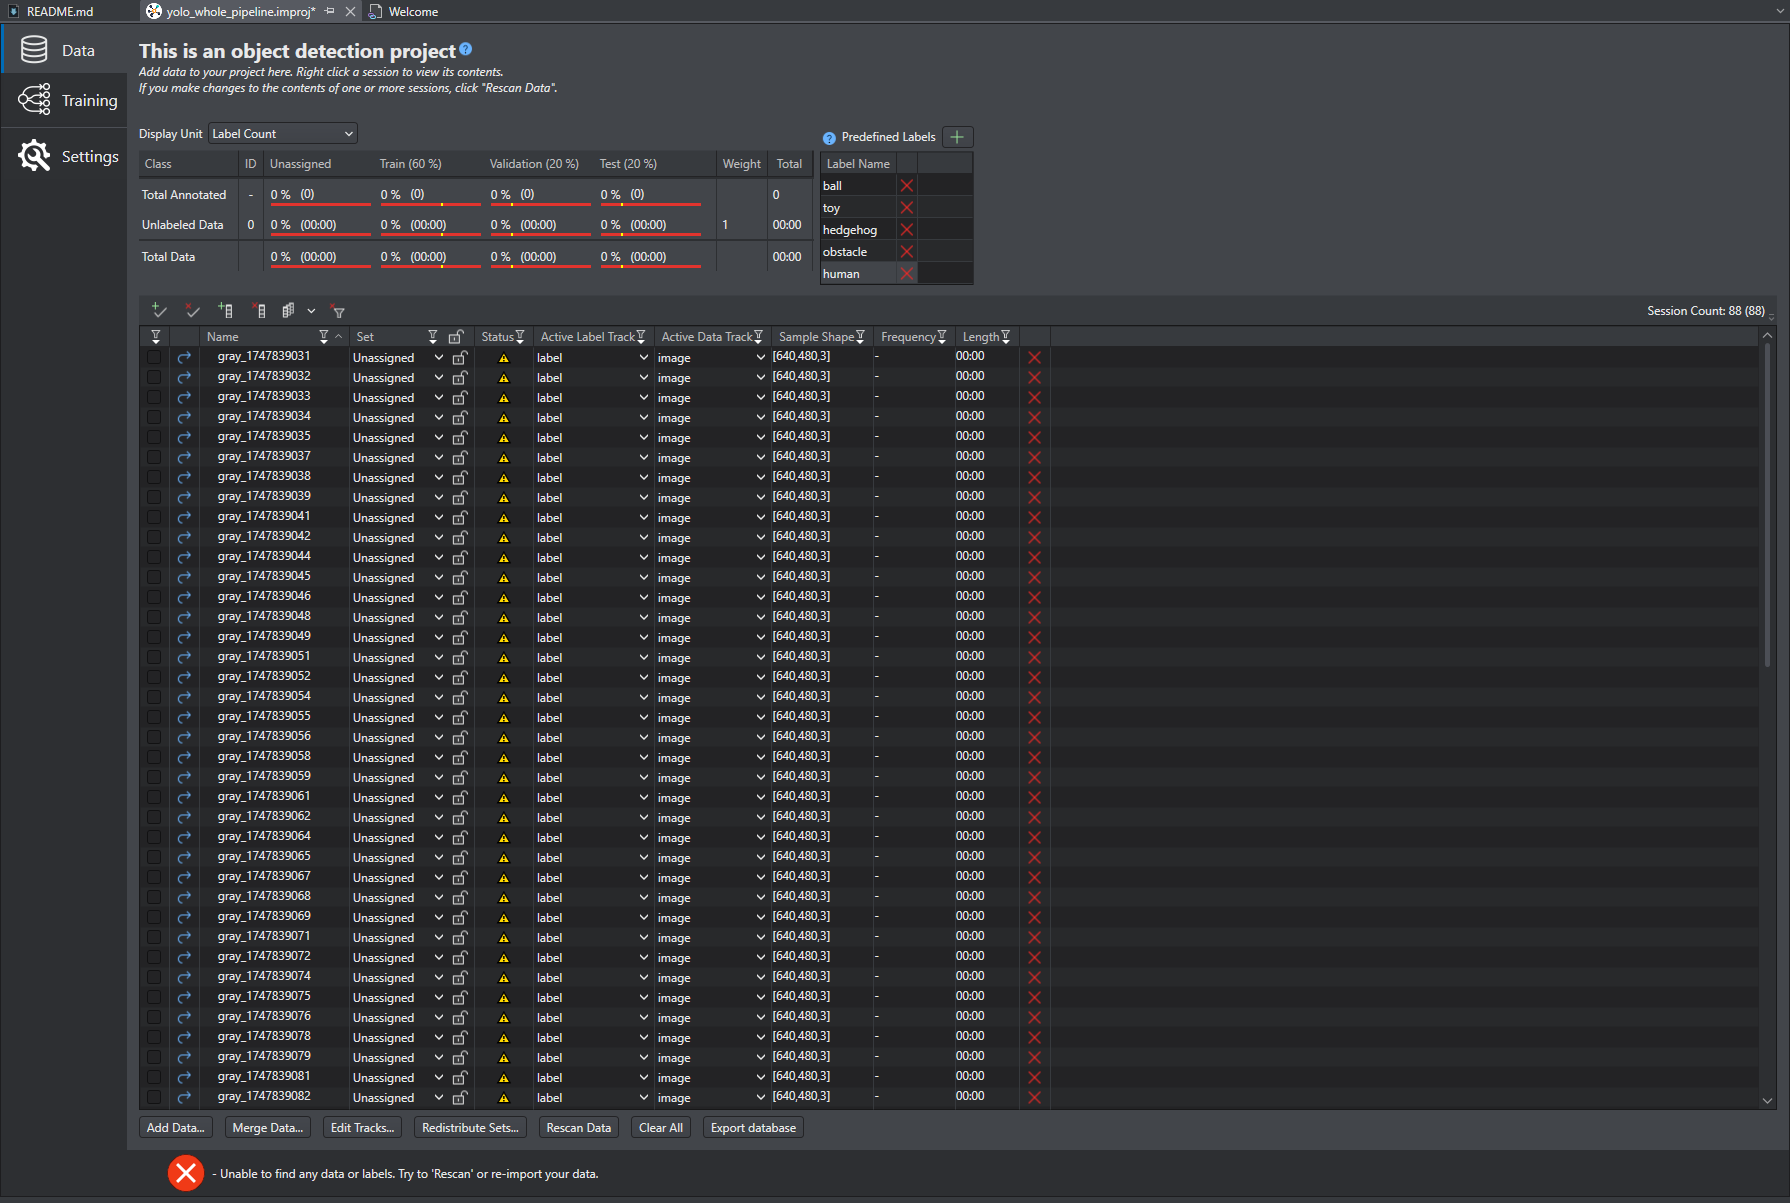 README.md yolo_whole_pipeline.improj* Welcome
Data
Training
Settings
This is an object detection project
Add data to your project here. Right click a session to view its contents.
If you make changes to the contents of one or more sessions, click "Rescan Data".
Display Unit Label Count
Class ID Unassigned Train (60 %) Validation (20 %) Test (20 %) Weight Total
Total Annotated - 0 % (0) 0 % (0) 0 % (0) 0 % (0) 0
Unlabeled Data 0 0 % (00:00) 0 % (00:00) 0 % (00:00) 0 % (00:00) 1 00:00
Total Data 0 % (00:00) 0 % (00:00) 0 % (00:00) 0 % (00:00) 00:00
Predefined Labels
Label Name
ball
toy
hedgehog
obstacle
human
Session Count: 88 (88)
Name Set Status Active Label Track Active Data Track Sample Shape Frequency Length
gray_1747839031 Unassigned label image [640,480,3] - 00:00
gray_1747839032 Unassigned label image [640,480,3] - 00:00
gray_1747839033 Unassigned label image [640,480,3] - 00:00
gray_1747839034 Unassigned label image [640,480,3] - 00:00
gray_1747839035 Unassigned label image [640,480,3] - 00:00
gray_1747839037 Unassigned label image [640,480,3] - 00:00
gray_1747839038 Unassigned label image [640,480,3] - 00:00
gray_1747839039 Unassigned label image [640,480,3] - 00:00
gray_1747839041 Unassigned label image [640,480,3] - 00:00
gray_1747839042 Unassigned label image [640,480,3] - 00:00
gray_1747839044 Unassigned label image [640,480,3] - 00:00
gray_1747839045 Unassigned label image [640,480,3] - 00:00
gray_1747839046 Unassigned label image [640,480,3] - 00:00
gray_1747839048 Unassigned label image [640,480,3] - 00:00
gray_1747839049 Unassigned label image [640,480,3] - 00:00
gray_1747839051 Unassigned label image [640,480,3] - 00:00
gray_1747839052 Unassigned label image [640,480,3] - 00:00
gray_1747839054 Unassigned label image [640,480,3] - 00:00
gray_1747839055 Unassigned label image [640,480,3] - 00:00
gray_1747839056 Unassigned label image [640,480,3] - 00:00
gray_1747839058 Unassigned label image [640,480,3] - 00:00
gray_1747839059 Unassigned label image [640,480,3] - 00:00
gray_1747839061 Unassigned label image [640,480,3] - 00:00
gray_1747839062 Unassigned label image [640,480,3] - 00:00
gray_1747839064 Unassigned label image [640,480,3] - 00:00
gray_1747839065 Unassigned label image [640,480,3] - 00:00
gray_1747839067 Unassigned label image [640,480,3] - 00:00
gray_1747839068 Unassigned label image [640,480,3] - 00:00
gray_1747839069 Unassigned label image [640,480,3] - 00:00
gray_1747839071 Unassigned label image [640,480,3] - 00:00
gray_1747839072 Unassigned label image [640,480,3] - 00:00
gray_1747839074 Unassigned label image [640,480,3] - 00:00
gray_1747839075 Unassigned label image [640,480,3] - 00:00
gray_1747839076 Unassigned label image [640,480,3] - 00:00
gray_1747839078 Unassigned label image [640,480,3] - 00:00
gray_1747839079 Unassigned label image [640,480,3] - 00:00
gray_1747839081 Unassigned label image [640,480,3] - 00:00
gray_1747839082 Unassigned label image [640,480,3] - 00:00
Add Data... Merge Data... Edit Tracks... Redistribute Sets... Rescan Data Clear All Export database
- Unable to find any data or labels. Try to 'Rescan' or re-import your data.